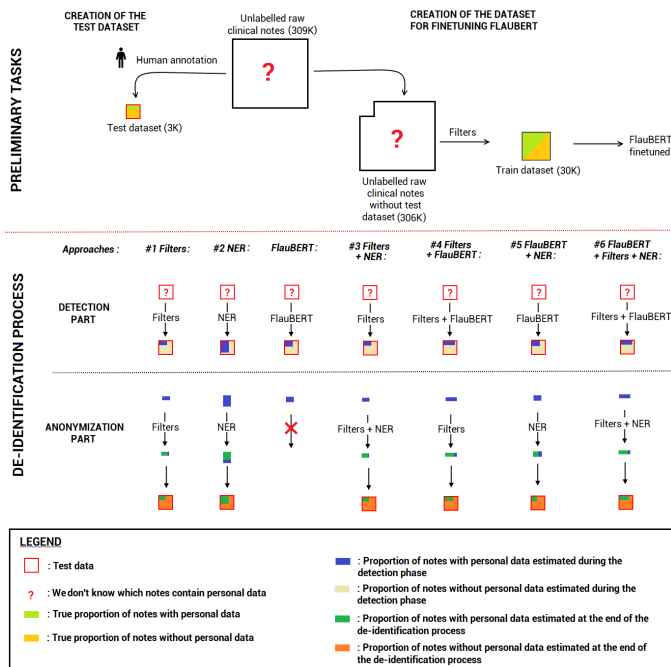 CREATION OF THE
TEST DATASET
Unlabelled raw
clinical notes (309K)
CREATION OF THE DATASET
FOR FINETUNING FLAUBERT
PRELIMINARY TASKS
Human annotation
?
Test dataset (3K)
?
Filters
Train dataset (30K)
FlauBERT
finetuned
Unlabelled raw
clinical notes
without test
dataset (306K)
DE-IDENTIFICATION PROCESS
Approaches :
#1 Filters:
#2 NER:
FlauBERT:
#3 Filters
+ NER:
#4 Filters
+ FlauBERT:
#5 FlauBERT
+ NER:
#6 FlauBERT
+ Filters + NER:
DETECTION
PART
? ? ? ? ? ? ?
Filters
NER
FlauBERT
Filters
Filters + FlauBERT
FlauBERT
Filters + FlauBERT
ANONYMIZATION
PART
Filters
NER
Filters + NER
Filters
NER
Filters + NER
LEGEND
: Test data
? : We don't know which notes contain personal data
: True proportion of notes with personal data
: True proportion of notes without personal data
: Proportion of notes with personal data estimated during the
detection phase
: Proportion of notes without personal data estimated during the
detection phase
: Proportion of notes with personal data estimated at the end of the
de-identification process
: Proportion of notes without personal data estimated at the end of
the de-identification process